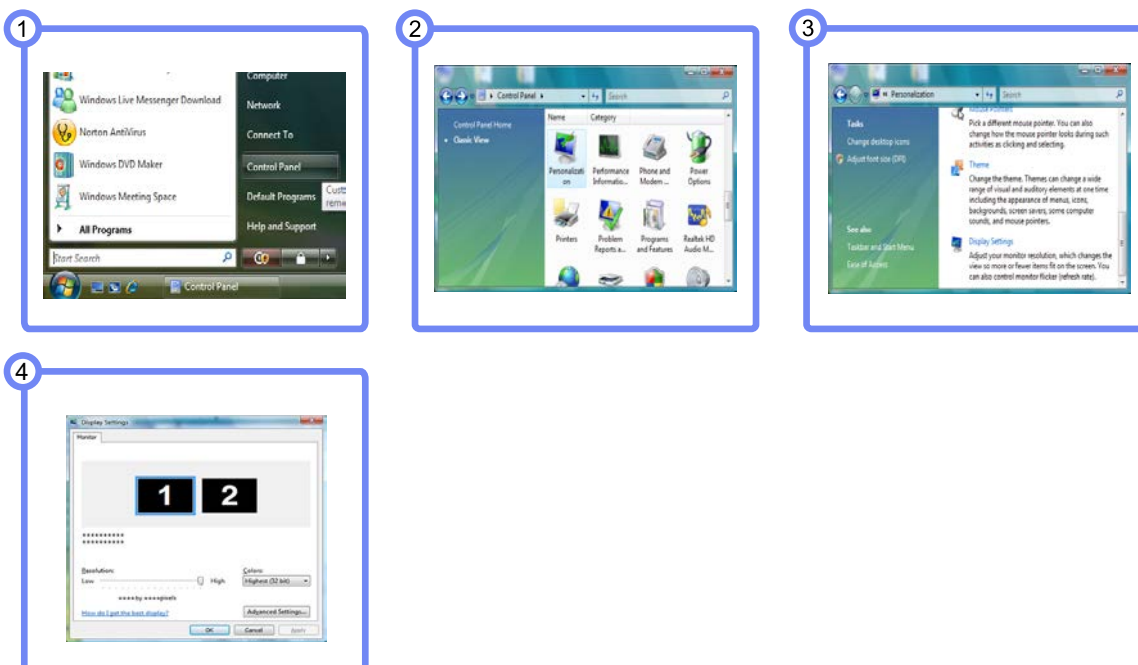 1
Computer
Windows Live Messenger Download
Network
Norton AntiVirus
Connect To
Windows DVD Maker
Control Panel
Windows Meeting Space
Default Programs
All Programs
Help and Support
Start Search
Control Panel
2
Control Panel
Search
Control Panel Home
Classic View
Name Category
Personalizati
on
Performance
Informatio...
Phone and
Modem ...
Power
Options
Printers
Problem
Reports a...
Programs
and Features
Realtek HD
Audio M...
3
Personalization
Search
Tasks
Change desktop icons
Adjust font size (DPI)
See also
Taskbar and Start Menu
Ease of Access
Mouse Pointers
Pick a different mouse pointer. You can also
change how the mouse pointer looks during such
activities as clicking and selecting.
Theme
Change the theme. Themes can change a wide
range of visual and auditory elements at one time
including the appearance of menus, icons,
backgrounds, screen savers, some computer
sounds, and mouse pointers.
Display Settings
Adjust your monitor resolution, which changes the
view so more or fewer items fit on the screen. You
can also control monitor flicker (refresh rate).
4
Display Settings
Monitor
1 2
**********
**********
Resolution:
Low High
Colors:
Highest (32 bit)
**** by ****pixels
How do I get the best display?
Advanced Settings...
OK Cancel Apply